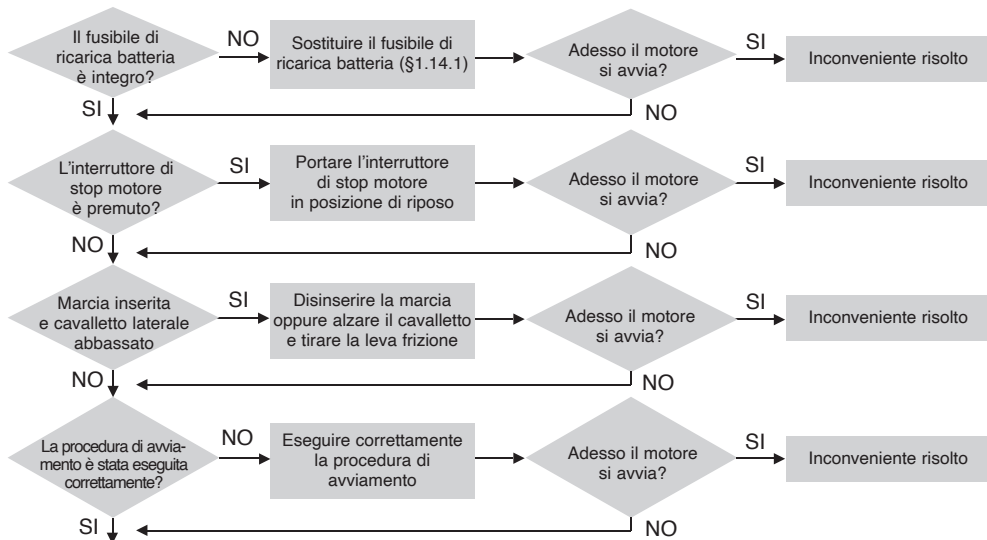 Il fusibile di
ricarica batteria
è integro?
NO
Sostituire il fusibile di
ricarica batteria (§1.14.1)
Adesso il motore
si avvia?
SI
Inconveniente risolto
SI
NO
L'interruttore di
stop motore
è premuto?
SI
Portare l'interruttore
di stop motore
in posizione di riposo
Adesso il motore
si avvia?
SI
Inconveniente risolto
NO
NO
Marcia inserita
e cavalletto laterale
abbassato
SI
Disinserire la marcia
oppure alzare il cavalletto
e tirare la leva frizione
Adesso il motore
si avvia?
SI
Inconveniente risolto
NO
NO
La procedura di avvia-
mento è stata eseguita
correttamente?
NO
Eseguire correttamente
la procedura di
avviamento
Adesso il motore
si avvia?
SI
Inconveniente risolto
SI
NO